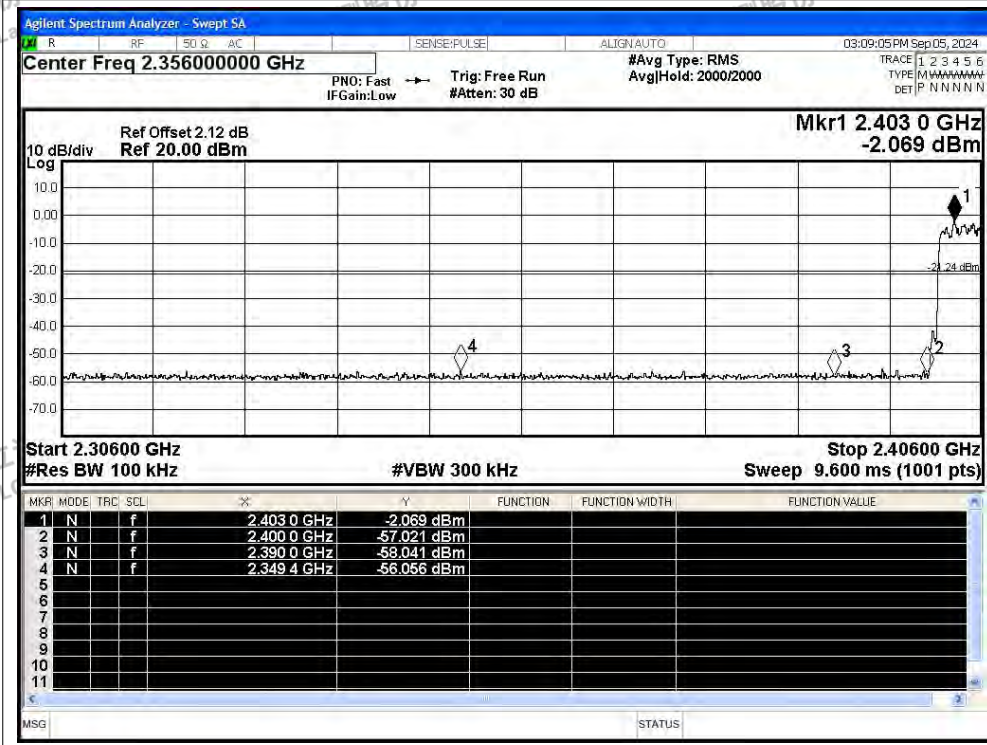 Agilent Spectrum Analyzer - Swept SA
R RF 50 Ω AC SENSE:PULSE ALIGN AUTO 03:09:05 PM Sep 05, 2024
Center Freq 2.356000000 GHz
PNO: Fast
IFGain:Low
Trig: Free Run
#Atten: 30 dB
#Avg Type: RMS
Avg|Hold: 2000/2000
TRACE 1 2 3 4 5 6
TYPE M
DET P N N N N N
Ref Offset 2.12 dB
10 dB/div Ref 20.00 dBm
Log
Mkr1 2.403 0 GHz
-2.069 dBm
10.0
0.00
-10.0
-20.0
-30.0
-40.0
-50.0
-60.0
-70.0
1
-21.24 dBm
4
3
2
Start 2.30600 GHz Stop 2.40600 GHz
#Res BW 100 kHz #VBW 300 kHz Sweep 9.600 ms (1001 pts)
MKR MODE TRC SCL X Y FUNCTION FUNCTION WIDTH FUNCTION VALUE
1 N f 2.403 0 GHz -2.069 dBm
2 N f 2.400 0 GHz -57.021 dBm
3 N f 2.390 0 GHz -58.041 dBm
4 N f 2.349 4 GHz -56.056 dBm
5
6
7
8
9
10
11
MSG STATUS